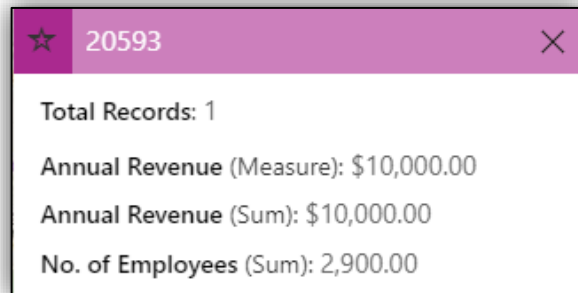 20593
Total Records: 1
Annual Revenue (Measure): $10,000.00
Annual Revenue (Sum): $10,000.00
No. of Employees (Sum): 2,900.00